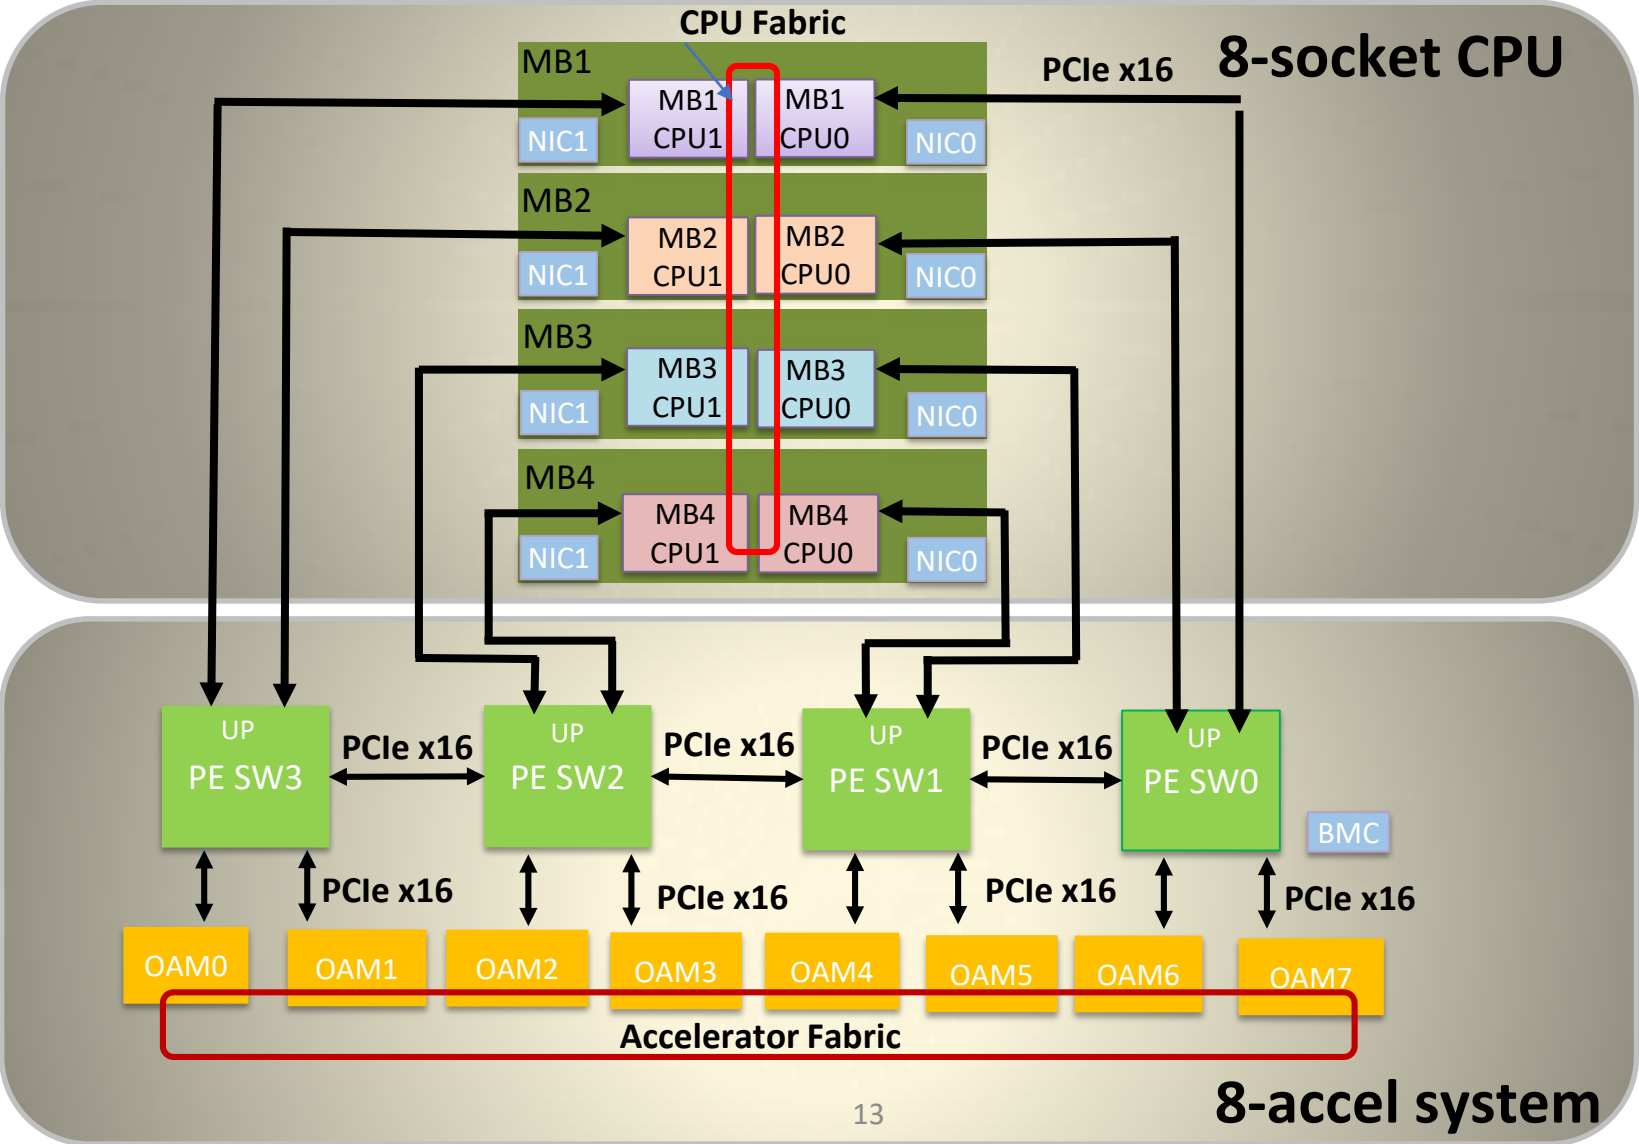 CPU Fabric
8-socket CPU
PCIe x16
MB1
MB1
CPU1
MB1
CPU0
NIC1
NIC0
MB2
MB2
CPU1
MB2
CPU0
NIC1
NIC0
MB3
MB3
CPU1
MB3
CPU0
NIC1
NIC0
MB4
MB4
CPU1
MB4
CPU0
NIC1
NIC0
UP
PE SW3
PCIe x16
UP
PE SW2
PCIe x16
UP
PE SW1
PCIe x16
UP
PE SW0
BMC
PCIe x16
PCIe x16
PCIe x16
PCIe x16
OAM0
OAM1
OAM2
OAM3
OAM4
OAM5
OAM6
OAM7
Accelerator Fabric
8-accel system
13